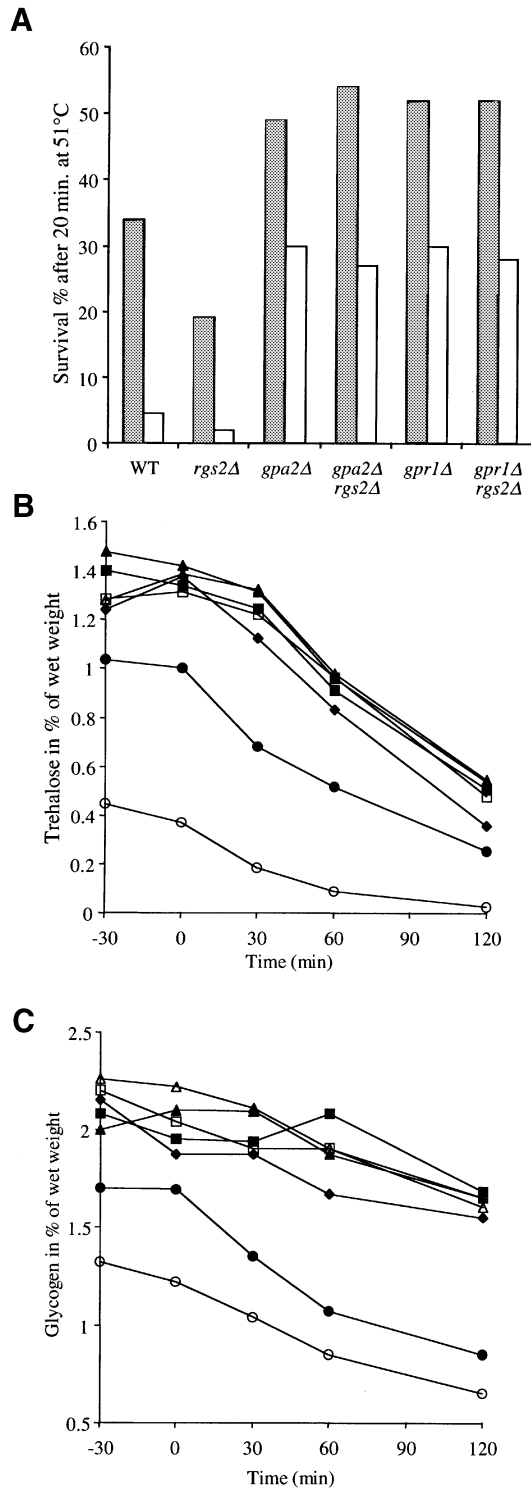 A
Survival % after 20 min. at 51°C
60
50
40
30
20
10
0
WT
rgs2Δ
gpa2Δ
gpa2Δ
rgs2Δ
gpr1Δ
gpr1Δ
rgs2Δ
B
Trehalose in % of wet weight
1.6
1.4
1.2
1
0.8
0.6
0.4
0.2
0
-30
0
30
60
90
120
Time (min)
C
Glycogen in % of wet weight
2.5
2
1.5
1
0.5
-30
0
30
60
90
120
Time (min)